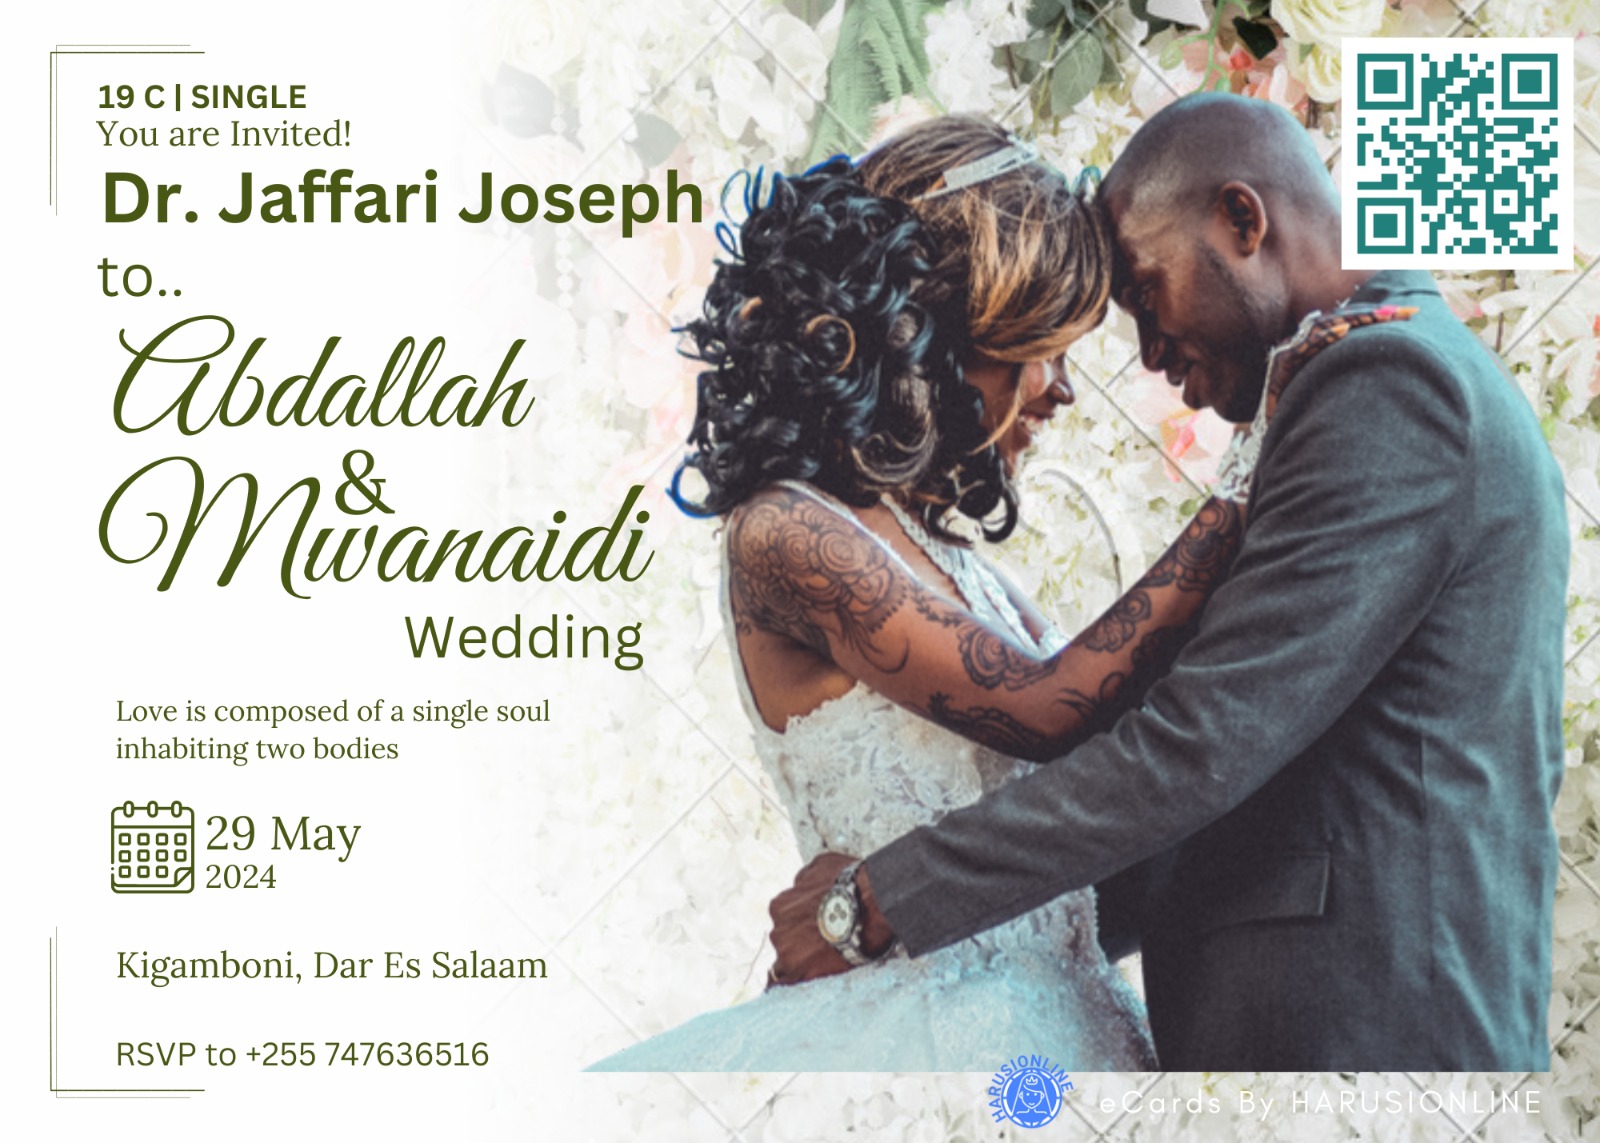 19 C | SINGLE
You are Invited!
Dr. Jaffari Joseph
to..
Abdallah
&
Mwanaidi
Wedding
Love is composed of a single soul
inhabiting two bodies
29 May
2024
Kigamboni, Dar Es Salaam
RSVP to +255 747636516
HARUSIONLINE
eCards By HARUSIONLINE